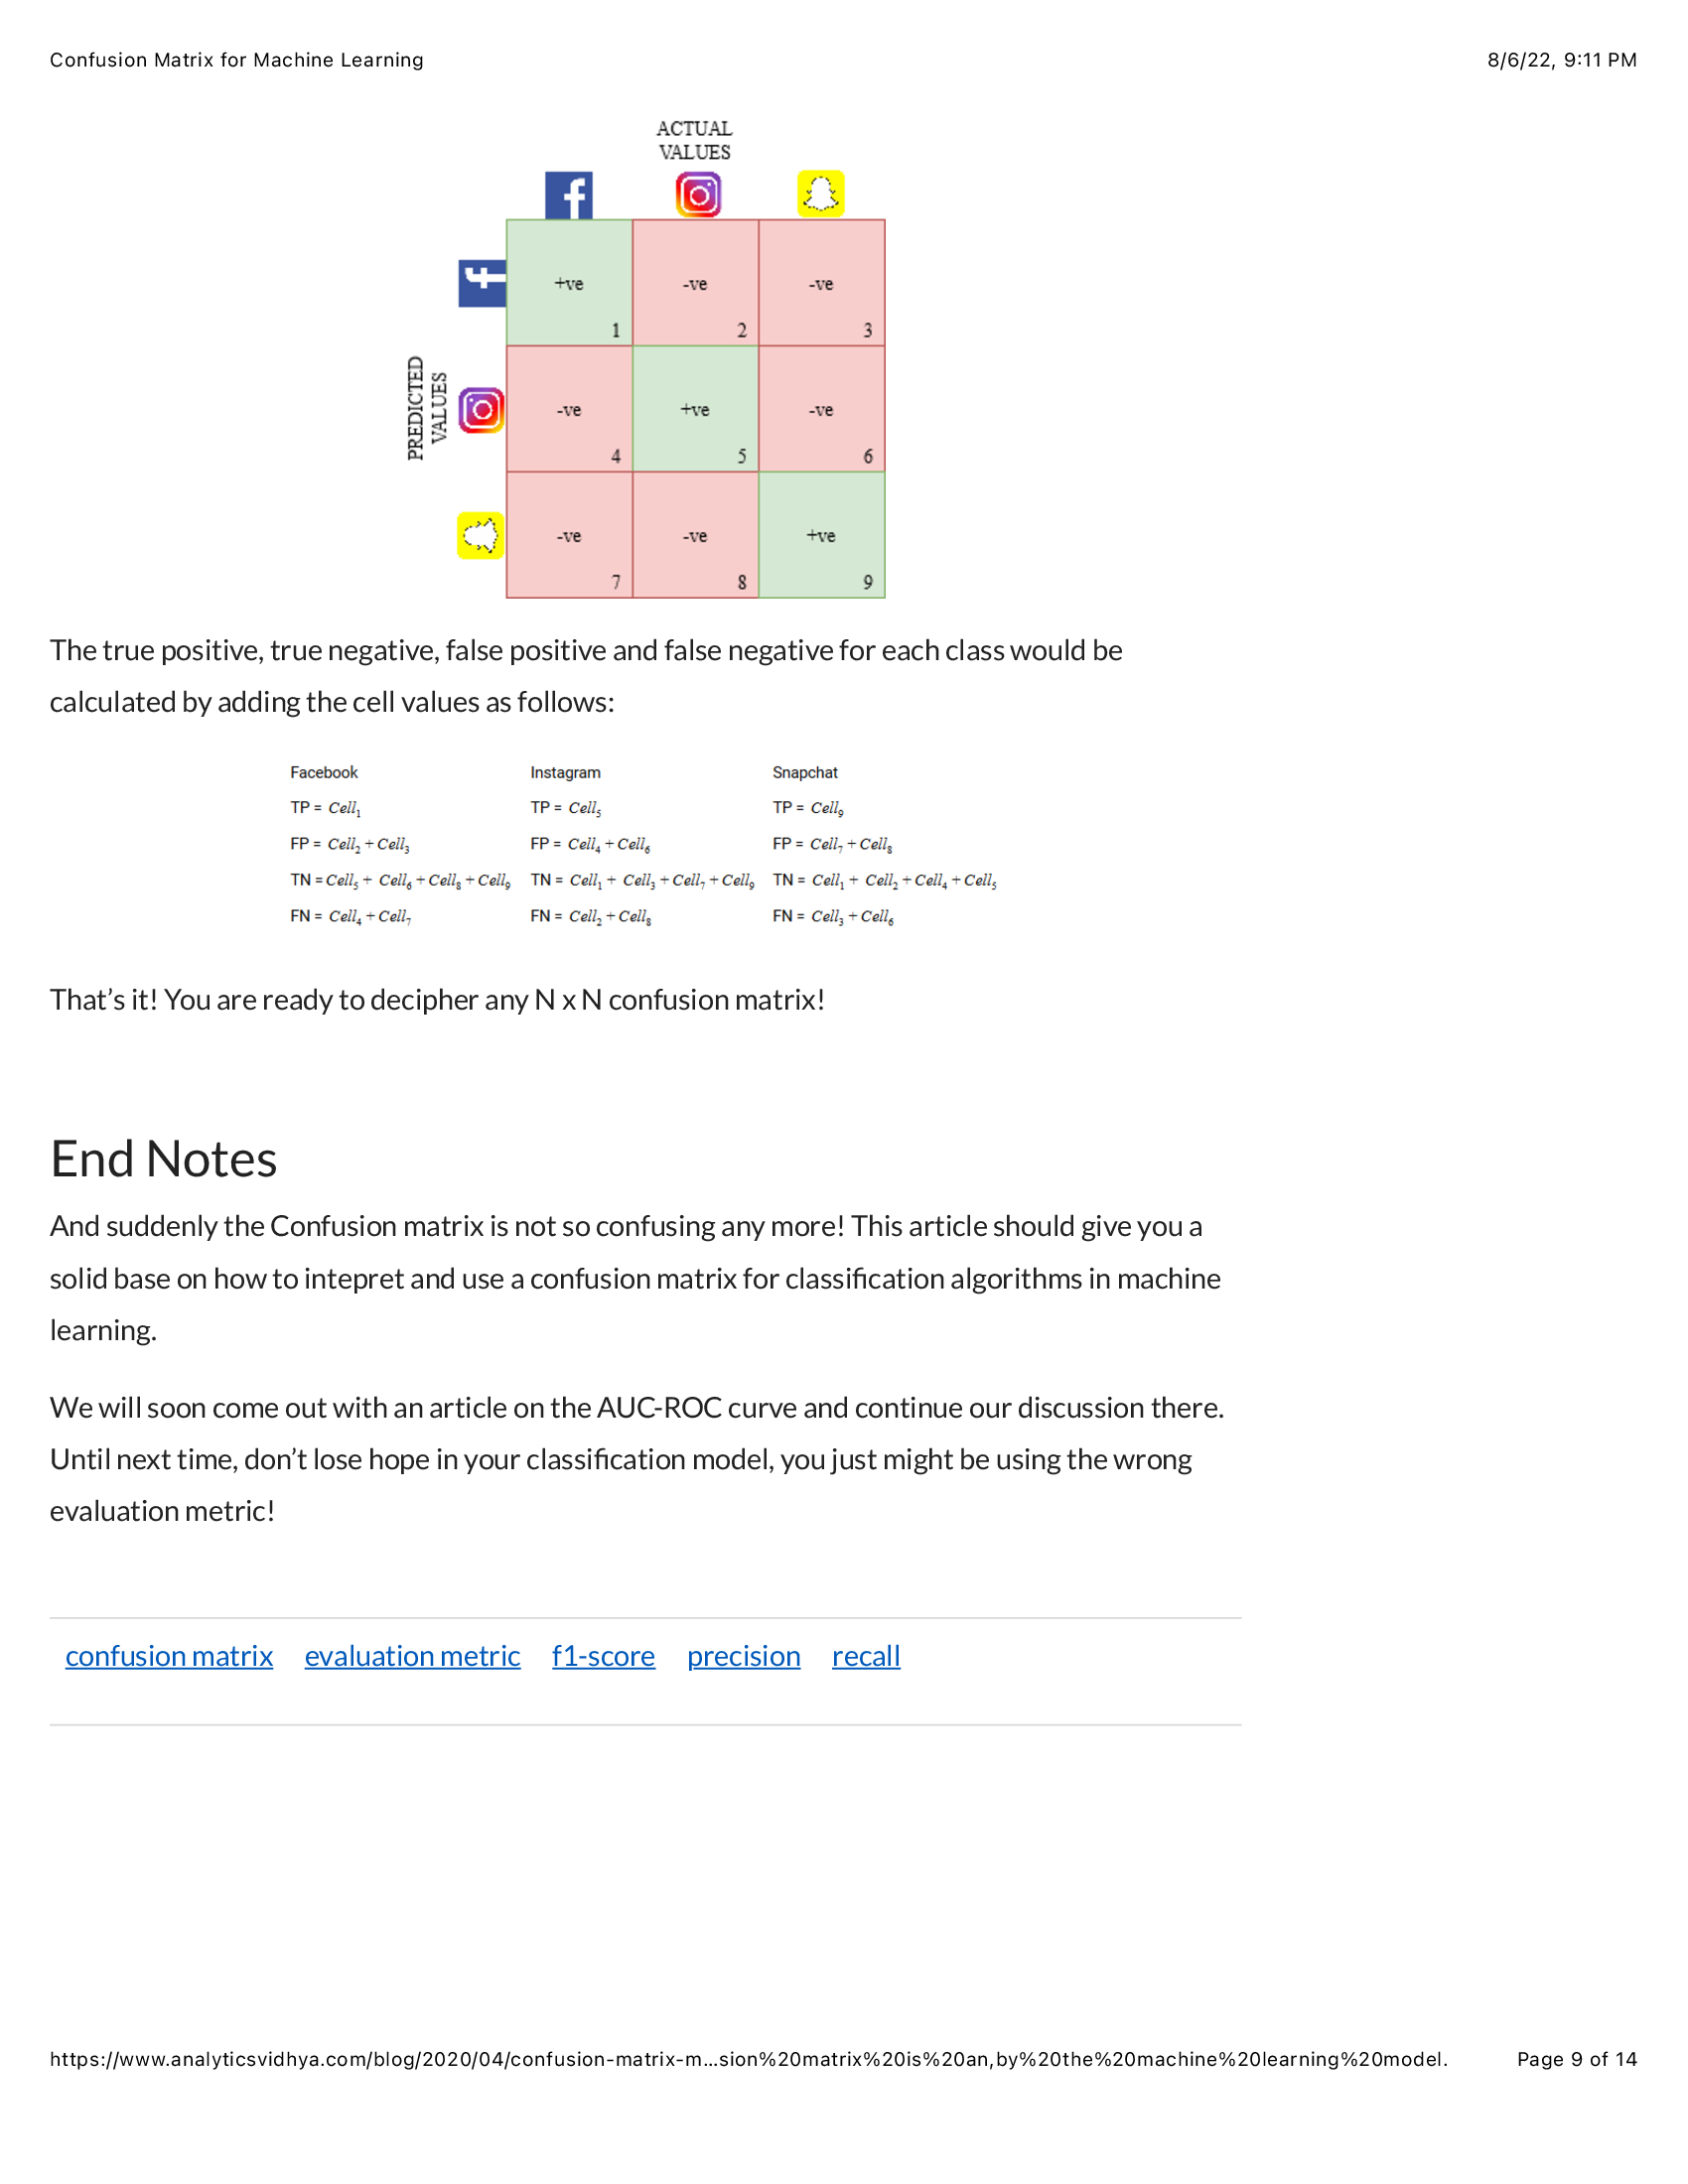 Confusion Matrix for Machine Learning 8/6/22, 9:11 PM
ACTUAL
VALUES
PREDICTED
VALUES
+ve -ve -ve
1 2 3
-ve +ve -ve
4 5 6
-ve -ve +ve
7 8 9
The true positive, true negative, false positive and false negative for each class would be
calculated by adding the cell values as follows:
Facebook Instagram Snapchat
TP = Cell₁ TP = Cell₅ TP = Cell₉
FP = Cell₂ + Cell₃ FP = Cell₄ + Cell₆ FP = Cell₇ + Cell₈
TN = Cell₅ + Cell₆ + Cell₈ + Cell₉ TN = Cell₁ + Cell₃ + Cell₇ + Cell₉ TN = Cell₁ + Cell₂ + Cell₄ + Cell₅
FN = Cell₄ + Cell₇ FN = Cell₂ + Cell₈ FN = Cell₃ + Cell₆
That’s it! You are ready to decipher any N x N confusion matrix!
End Notes
And suddenly the Confusion matrix is not so confusing any more! This article should give you a
solid base on how to intepret and use a confusion matrix for classification algorithms in machine
learning.
We will soon come out with an article on the AUC-ROC curve and continue our discussion there.
Until next time, don’t lose hope in your classification model, you just might be using the wrong
evaluation metric!
confusion matrix evaluation metric f1-score precision recall
https://www.analyticsvidhya.com/blog/2020/04/confusion-matrix-m…sion%20matrix%20is%20an,by%20the%20machine%20learning%20model. Page 9 of 14